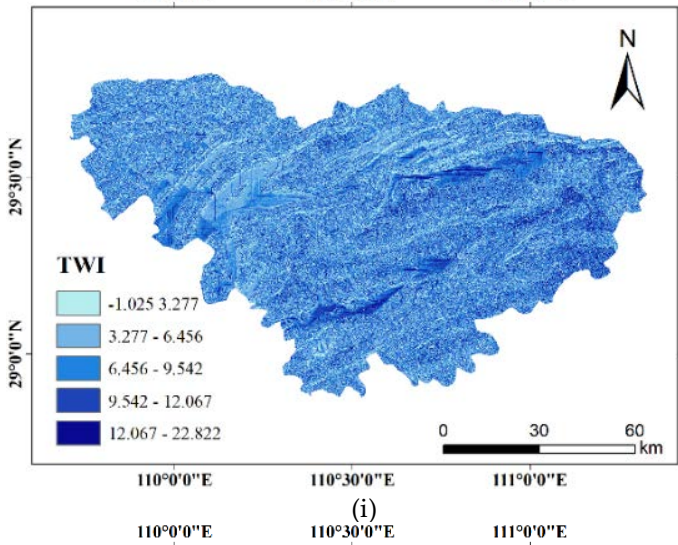 N
29°30'0"N
29°0'0"N
TWI
-1.025 3.277
3.277 - 6.456
6.456 - 9.542
9.542 - 12.067
12.067 - 22.822
0 30 60
km
110°0'0"E 110°30'0"E 111°0'0"E
(i)
110°0'0"E 110°30'0"E 111°0'0"E